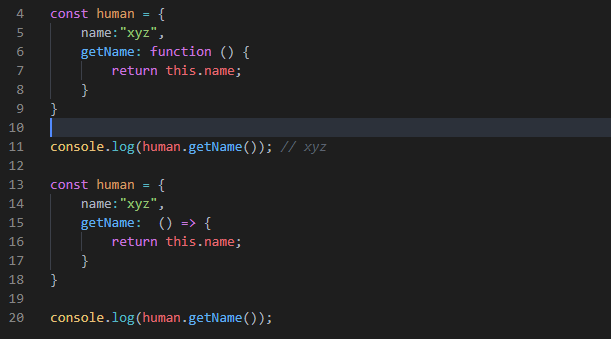 4 const human = {
5     name:"xyz",
6     getName: function () {
7         return this.name;
8     }
9 }
10
11 console.log(human.getName()); // xyz
12
13 const human = {
14     name:"xyz",
15     getName:  () => {
16         return this.name;
17     }
18 }
19
20 console.log(human.getName());